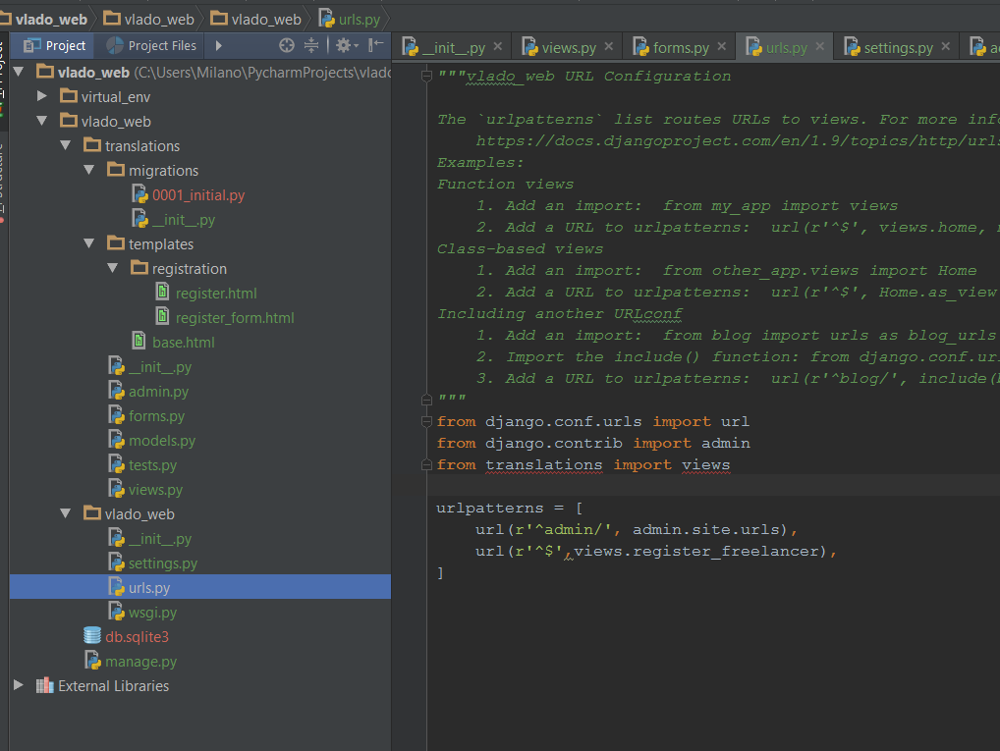 vlado_web vlado_web vlado_web urls.py
Project Project Files
__init__.py views.py forms.py urls.py settings.py
vlado_web (C:\Users\Milano\PycharmProjects\vlado
virtual_env
vlado_web
translations
migrations
0001_initial.py
__init__.py
templates
registration
register.html
register_form.html
base.html
__init__.py
admin.py
forms.py
models.py
tests.py
views.py
vlado_web
__init__.py
settings.py
urls.py
wsgi.py
db.sqlite3
manage.py
External Libraries
"""vlado_web URL Configuration
The `urlpatterns` list routes URLs to views. For more info
https://docs.djangoproject.com/en/1.9/topics/http/urls
Examples:
Function views
1. Add an import:  from my_app import views
2. Add a URL to urlpatterns:  url(r'^$', views.home, n
Class-based views
1. Add an import:  from other_app.views import Home
2. Add a URL to urlpatterns:  url(r'^$', Home.as_view
Including another URLconf
1. Add an import:  from blog import urls as blog_urls
2. Import the include() function: from django.conf.url
3. Add a URL to urlpatterns:  url(r'^blog/', include(b
"""
from django.conf.urls import url
from django.contrib import admin
from translations import views
urlpatterns = [
url(r'^admin/', admin.site.urls),
url(r'^$',views.register_freelancer),
]